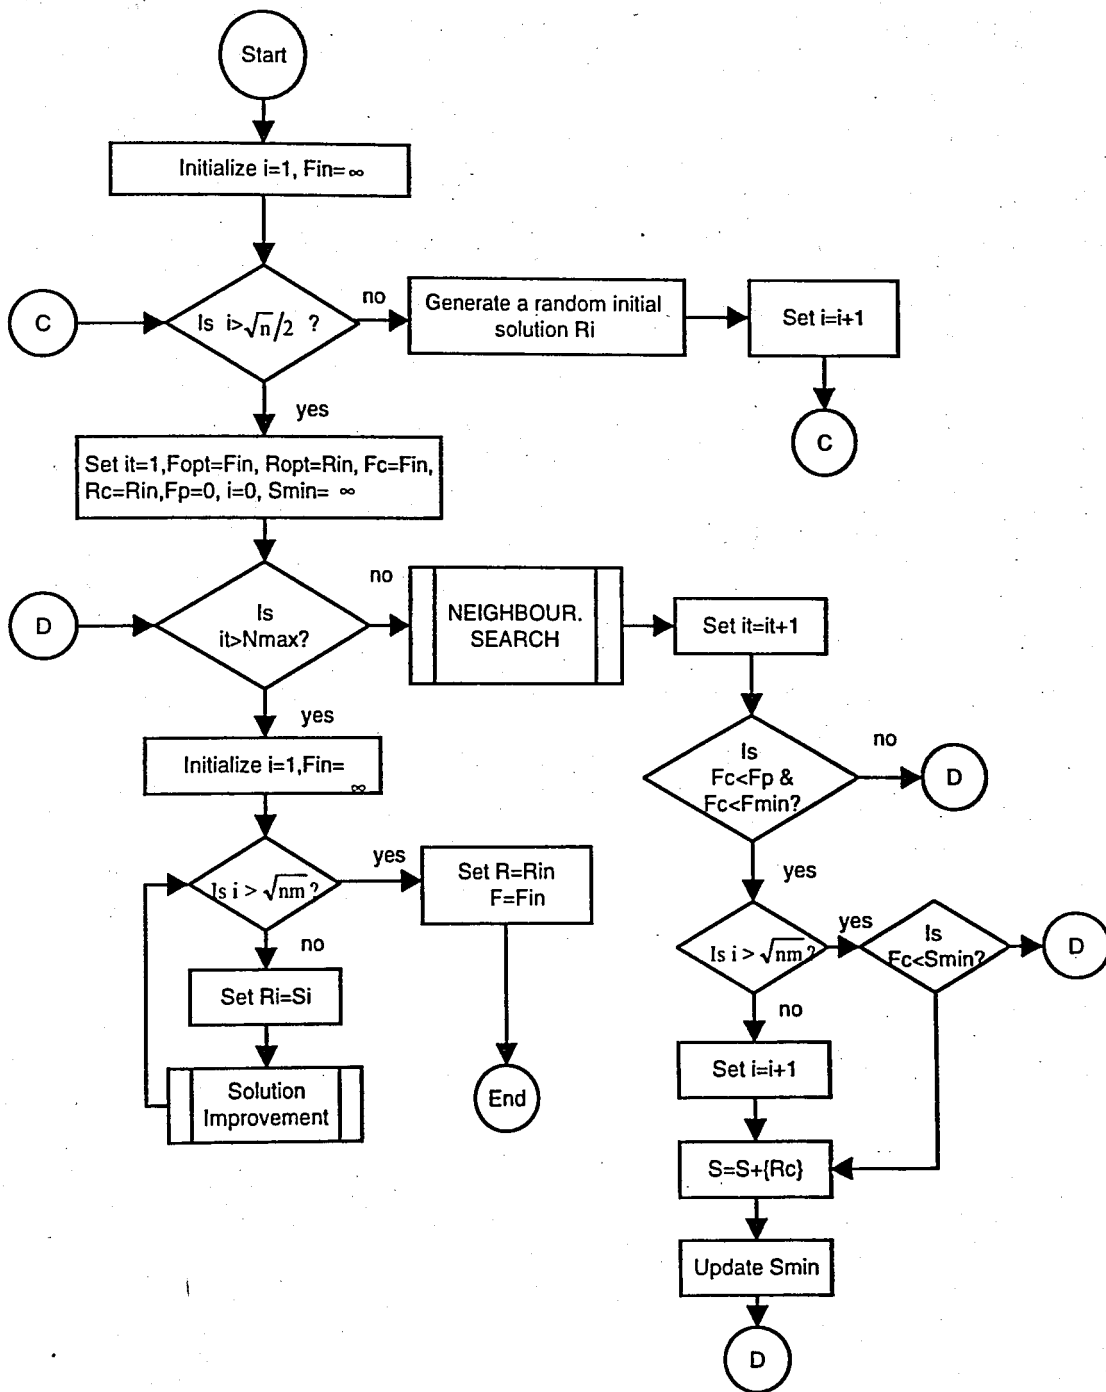 Start
Initialize i=1, Fin=∞
C
Is i>√n/2 ?
no
Generate a random initial
solution Ri
Set i=i+1
C
yes
Set it=1,Fopt=Fin, Ropt=Rin, Fc=Fin,
Rc=Rin,Fp=0, i=0, Smin= ∞
D
Is
it>Nmax?
no
NEIGHBOUR.
SEARCH
Set it=it+1
yes
Initialize i=1,Fin=
∞
Is
Fc<Fp &
Fc<Fmin?
no
D
yes
Is i > √nm ?
yes
Set R=Rin
F=Fin
no
Set Ri=Si
Solution
Improvement
End
Is i > √nm ?
yes
Is
Fc<Smin?
D
no
Set i=i+1
S=S+{Rc}
Update Smin
D